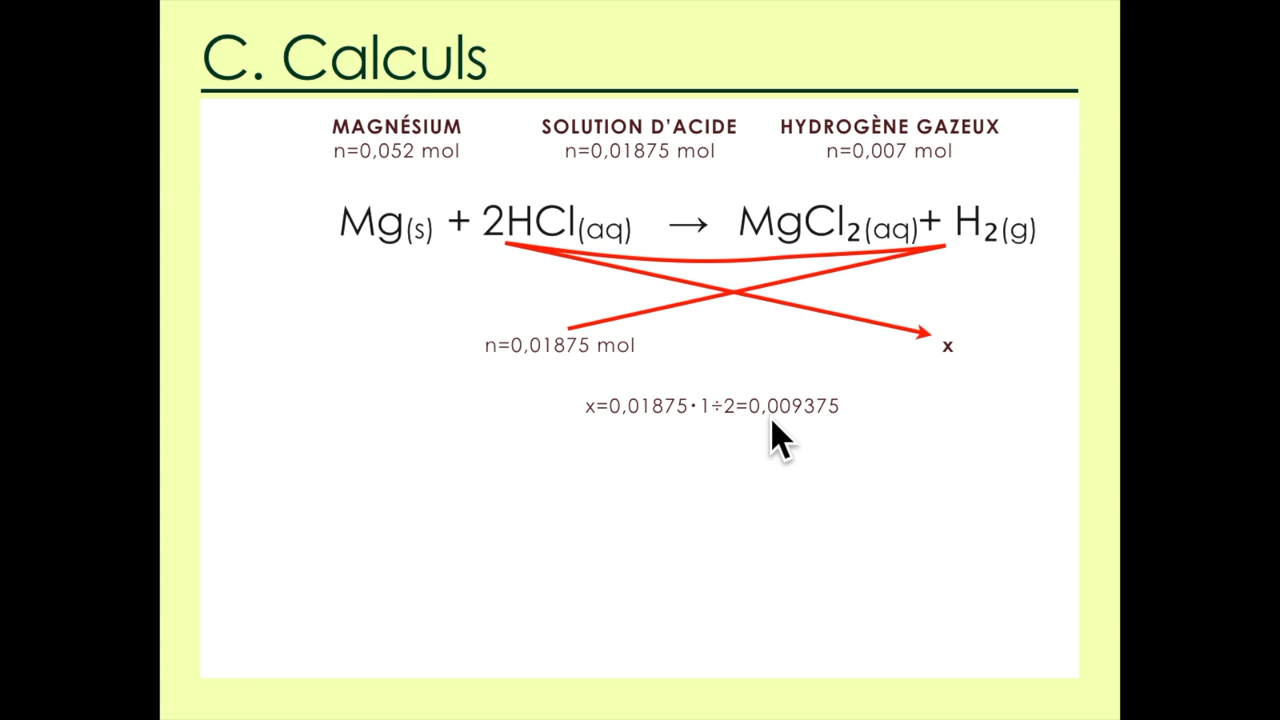 C. Calculs
MAGNÉSIUM SOLUTION D'ACIDE HYDROGÈNE GAZEUX
n=0,052 mol n=0,01875 mol n=0,007 mol
Mg(s) + 2HCl(aq) → MgCl₂(aq)+ H₂(g)
n=0,01875 mol x
x=0,01875·1÷2=0,009375